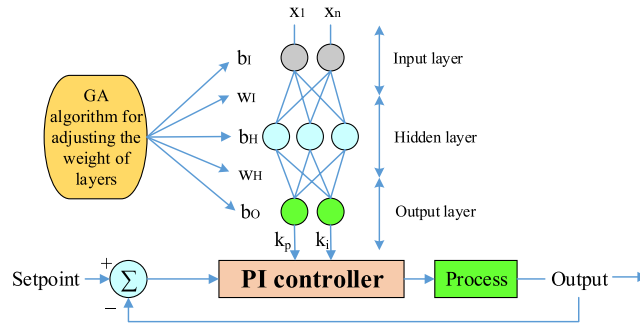 x1 xn
bI Input layer
wI
GA
algorithm for
adjusting the
weight of
layers
bH Hidden layer
wH
bO Output layer
kp ki
+
Setpoint ∑ PI controller Process Output
−